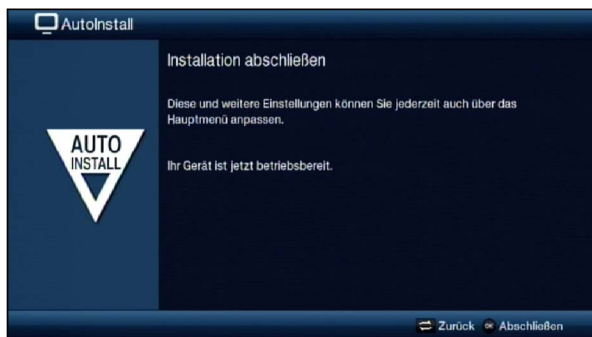 AutoInstall
Installation abschließen
Diese und weitere Einstellungen können Sie jederzeit auch über das
Hauptmenü anpassen.
AUTO
INSTALL
Ihr Gerät ist jetzt betriebsbereit.
Zurück OK Abschließen